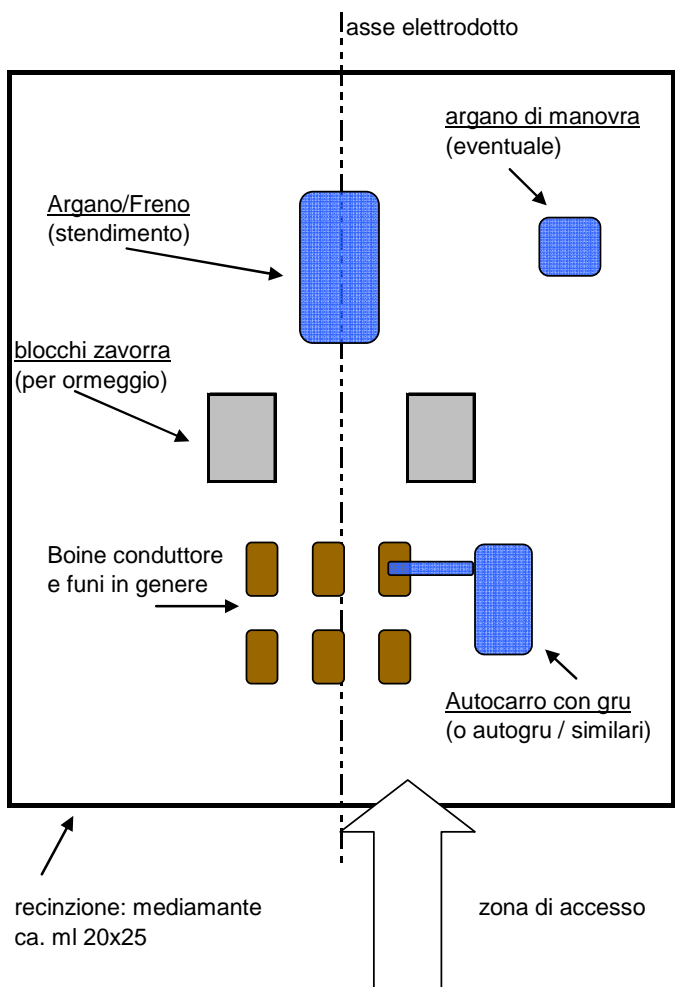 asse elettrodotto
argano di manovra
(eventuale)
Argano/Freno
(stendimento)
blocchi zavorra
(per ormeggio)
Boine conduttore
e funi in genere
Autocarro con gru
(o autogru / similari)
recinzione: mediamante
ca. ml 20x25
zona di accesso